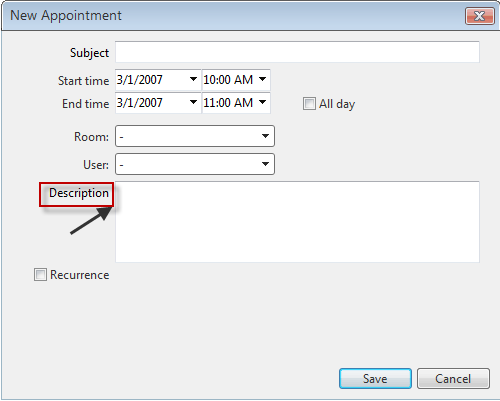 New Appointment
Subject
Start time 3/1/2007 10:00 AM
End time 3/1/2007 11:00 AM All day
Room: -
User: -
Description
Recurrence
Save Cancel